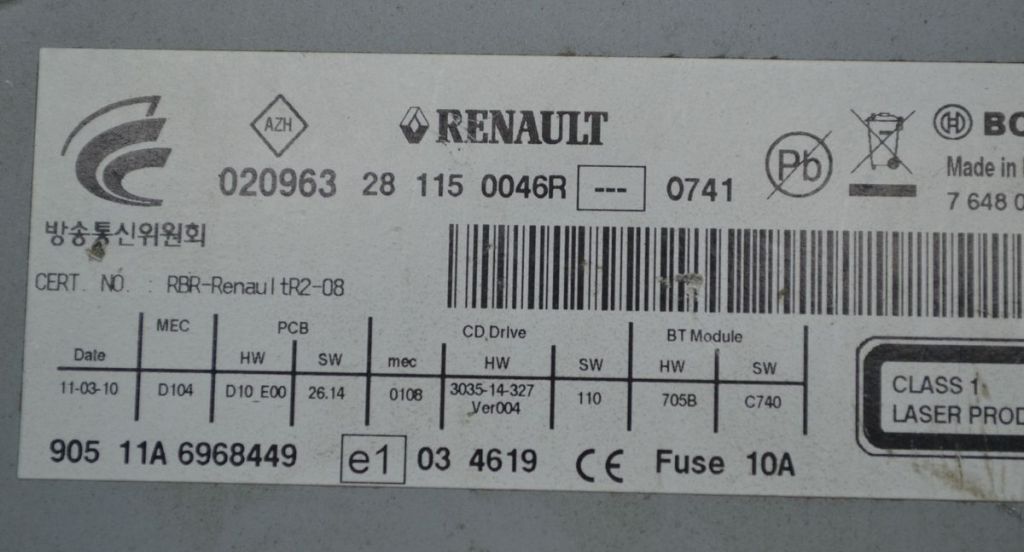 AZH
RENAULT
020963 28 115 0046R --- 0741
Pb
Made in
7 648 0
방송통신위원회
CERT. NO. : RBR-RenaultR2-08
MEC PCB CD Drive BT Module
Date HW SW mec HW SW HW SW
11-03-10 D104 D10_E00 26.14 0108 3035-14-327 110 705B C740
Ver004
CLASS 1
LASER PROD
905 11A 6968449 e1 03 4619 CE Fuse 10A